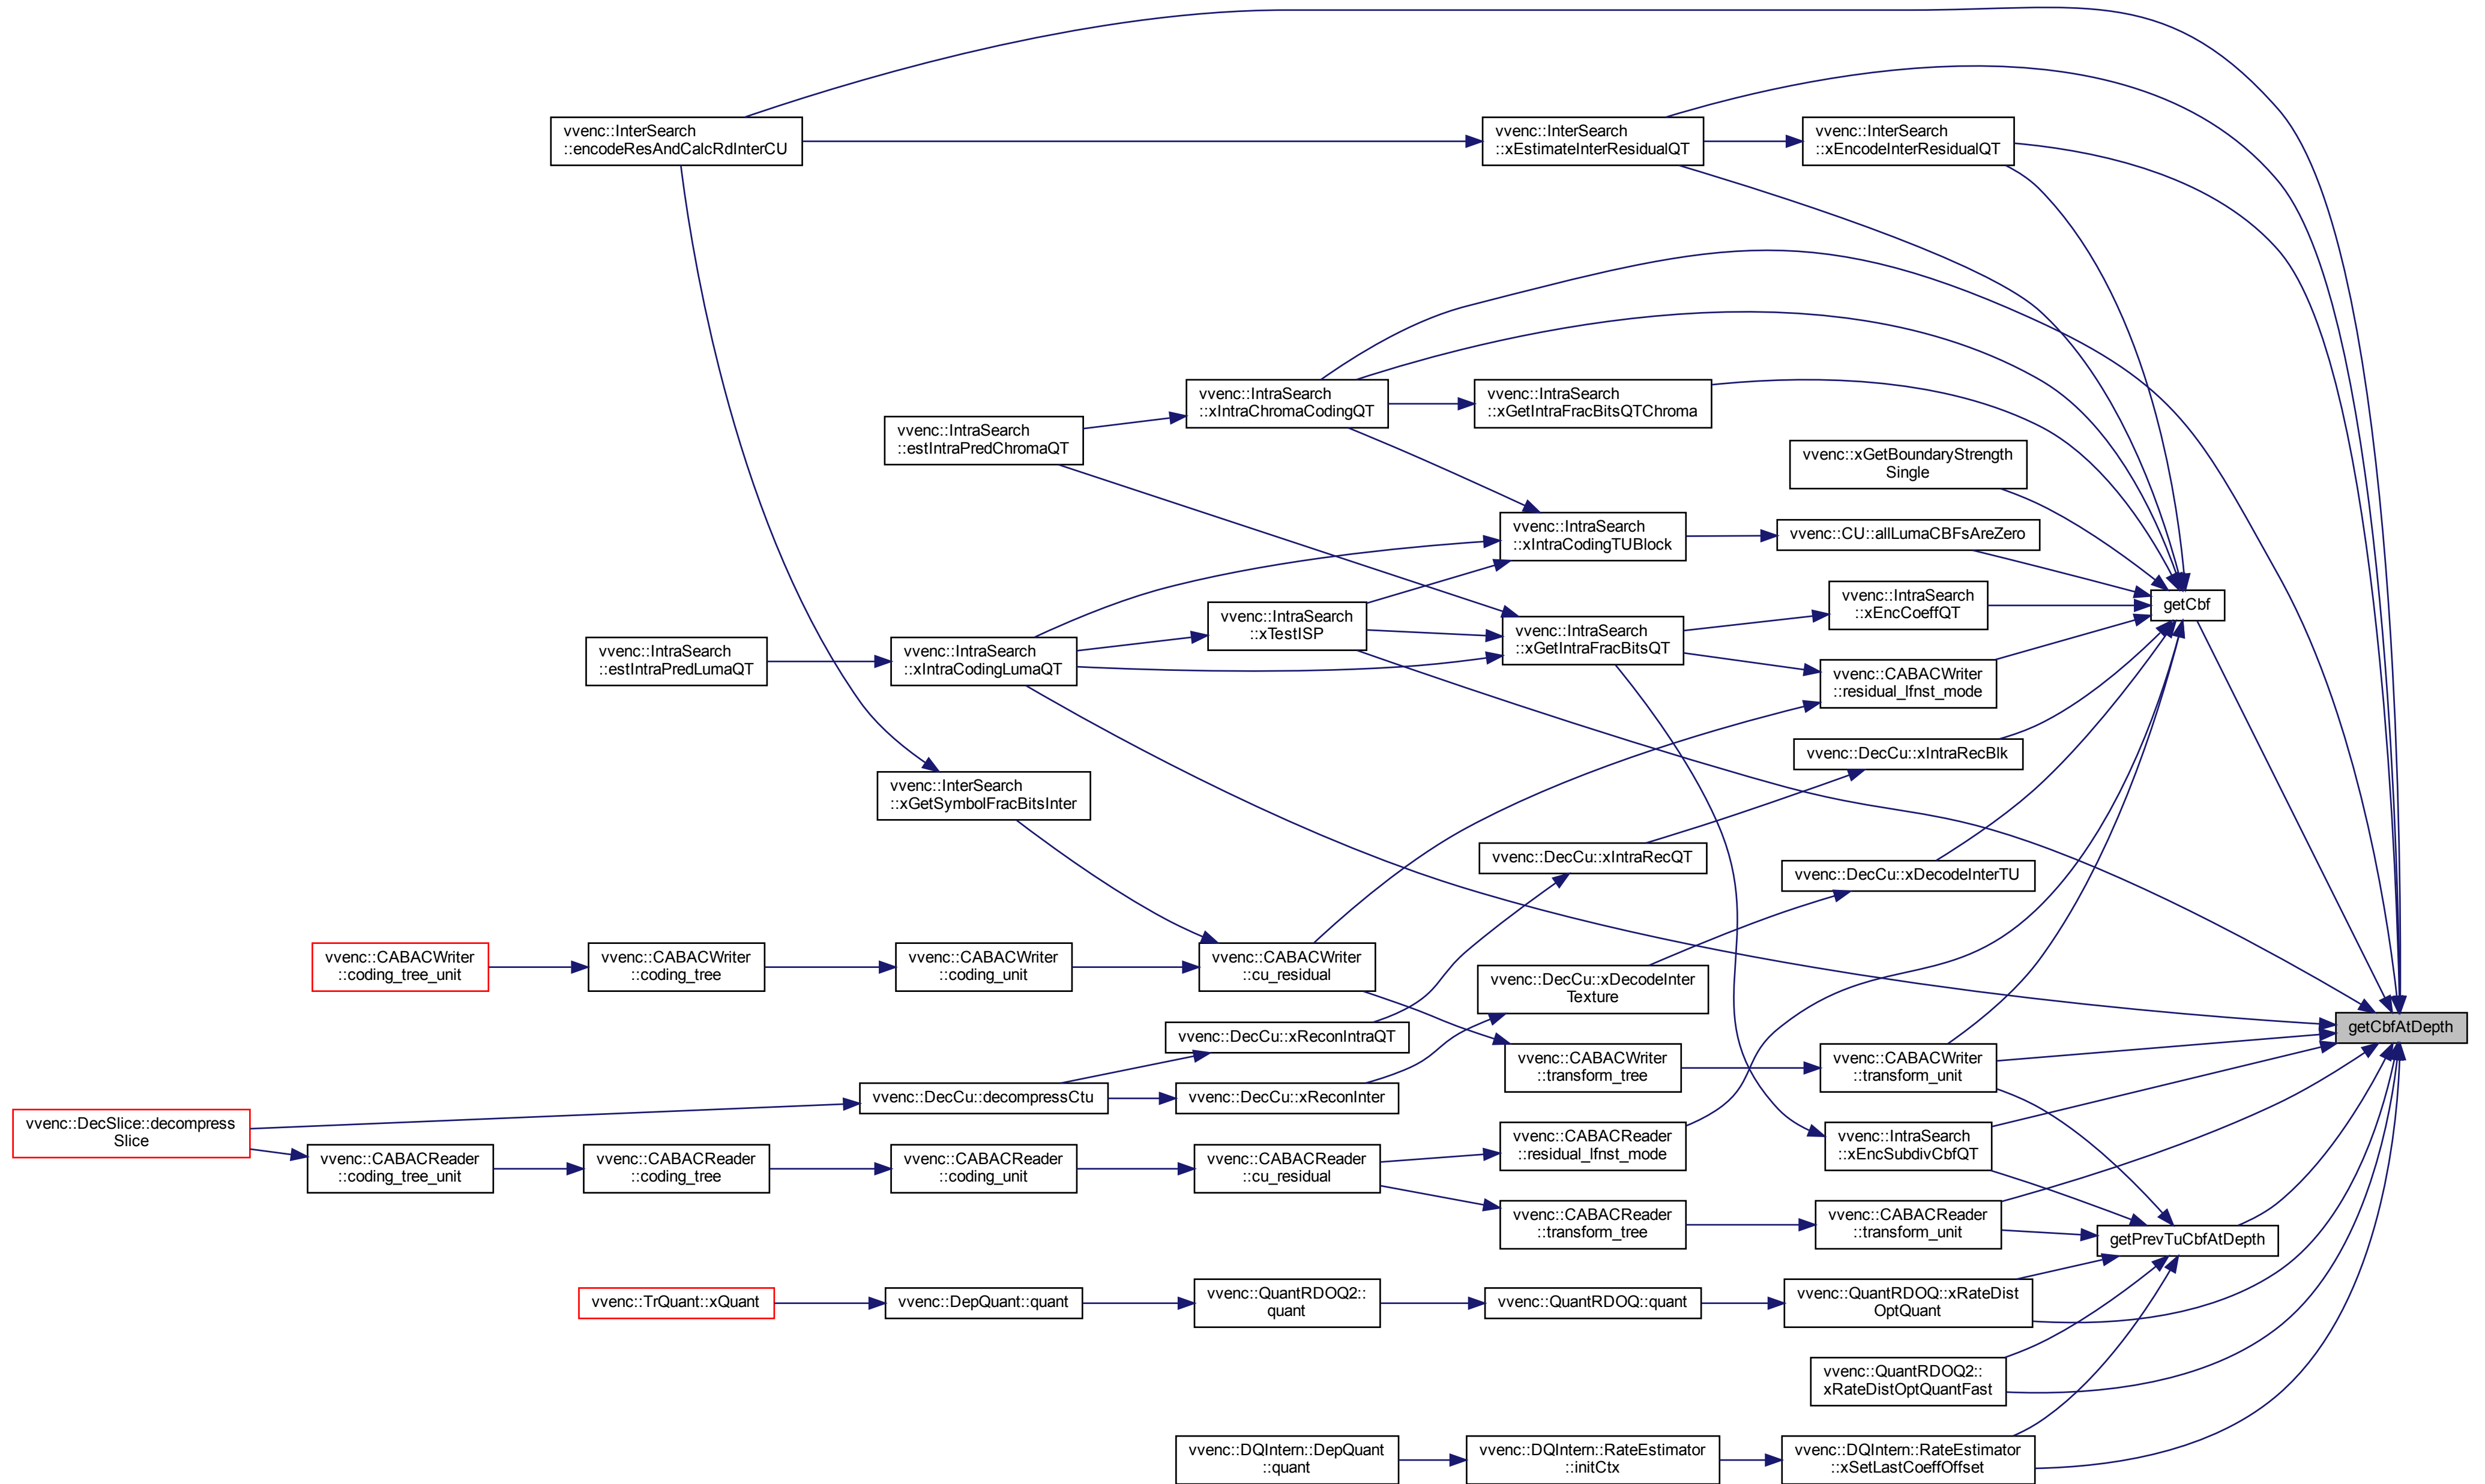 vvenc::InterSearch
::encodeResAndCalcRdInterCU
vvenc::InterSearch
::xEstimateInterResidualQT
vvenc::InterSearch
::xEncodeInterResidualQT
vvenc::IntraSearch
::xIntraChromaCodingQT
vvenc::IntraSearch
::xGetIntraFracBitsQTChroma
vvenc::IntraSearch
::estIntraPredChromaQT
vvenc::xGetBoundaryStrength
Single
vvenc::IntraSearch
::xIntraCodingTUBlock
vvenc::CU::allLumaCBFsAreZero
vvenc::IntraSearch
::xEncCoeffQT
getCbf
vvenc::IntraSearch
::xTestISP
vvenc::IntraSearch
::xGetIntraFracBitsQT
vvenc::IntraSearch
::estIntraPredLumaQT
vvenc::IntraSearch
::xIntraCodingLumaQT
vvenc::CABACWriter
::residual_lfnst_mode
vvenc::DecCu::xIntraRecBlk
vvenc::InterSearch
::xGetSymbolFracBitsInter
vvenc::DecCu::xIntraRecQT
vvenc::DecCu::xDecodeInterTU
vvenc::CABACWriter
::coding_tree_unit
vvenc::CABACWriter
::coding_tree
vvenc::CABACWriter
::coding_unit
vvenc::CABACWriter
::cu_residual
vvenc::DecCu::xDecodeInter
Texture
getCbfAtDepth
vvenc::DecCu::xReconIntraQT
vvenc::CABACWriter
::transform_tree
vvenc::CABACWriter
::transform_unit
vvenc::DecCu::decompressCtu
vvenc::DecCu::xReconInter
vvenc::DecSlice::decompress
Slice
vvenc::CABACReader
::coding_tree_unit
vvenc::CABACReader
::coding_tree
vvenc::CABACReader
::coding_unit
vvenc::CABACReader
::cu_residual
vvenc::CABACReader
::residual_lfnst_mode
vvenc::IntraSearch
::xEncSubdivCbfQT
vvenc::CABACReader
::transform_tree
vvenc::CABACReader
::transform_unit
getPrevTuCbfAtDepth
vvenc::TrQuant::xQuant
vvenc::DepQuant::quant
vvenc::QuantRDOQ2::
quant
vvenc::QuantRDOQ::quant
vvenc::QuantRDOQ::xRateDist
OptQuant
vvenc::QuantRDOQ2::
xRateDistOptQuantFast
vvenc::DQIntern::DepQuant
::quant
vvenc::DQIntern::RateEstimator
::initCtx
vvenc::DQIntern::RateEstimator
::xSetLastCoeffOffset